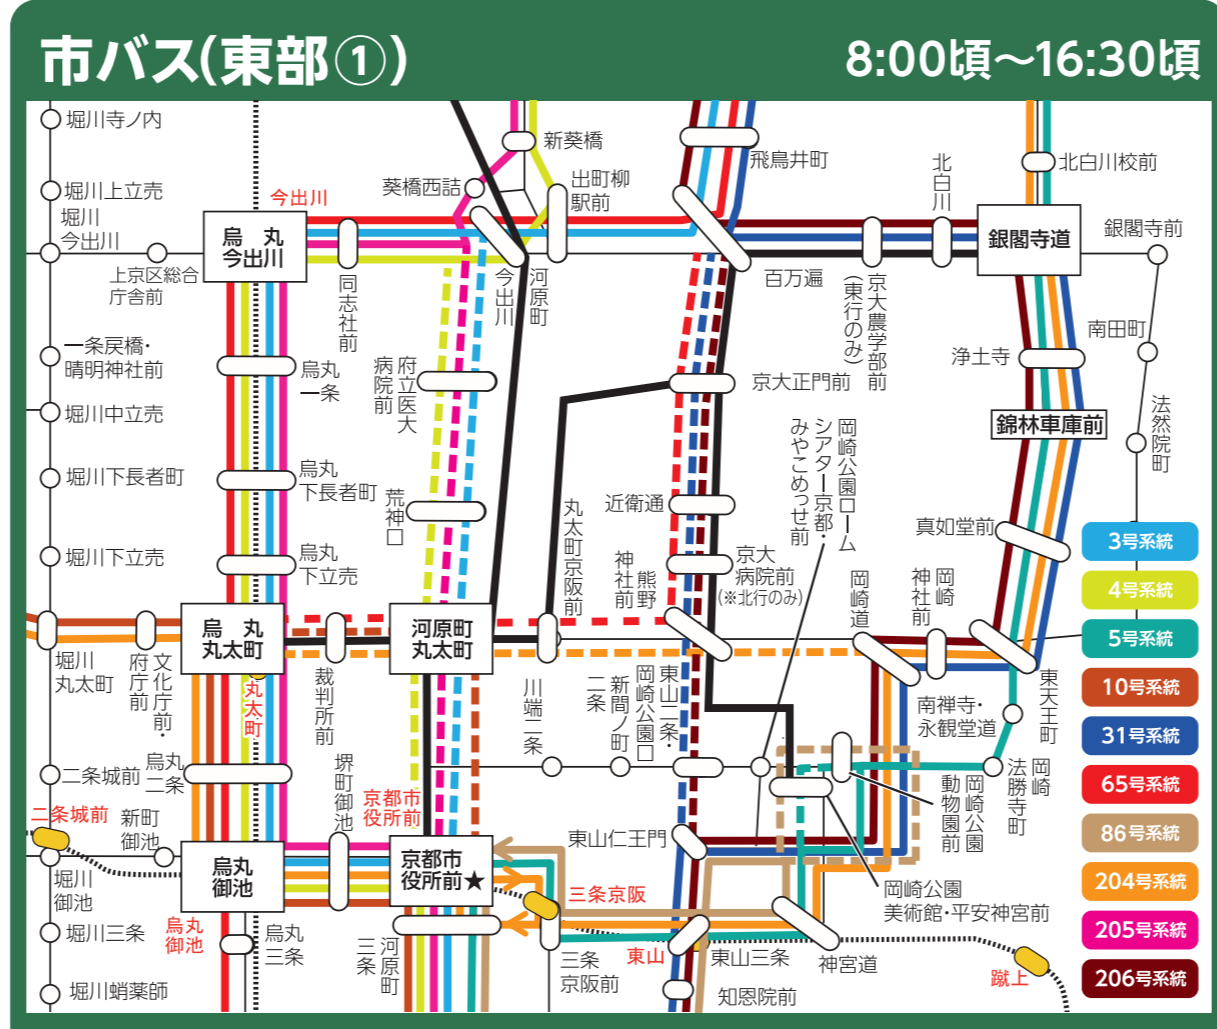 市バス(東部①)
8:00頃～16:30頃
堀川寺ノ内
新葵橋
飛鳥井町
北白川校前
堀川上立売
今出川
葵橋西詰
出町柳
駅前
北白川
堀川
今出川
烏　丸
今出川
銀閣寺道
銀閣寺前
上京区総合
庁舎前
同志社前
今出川
河原町
百万遍
京大農学部前
(東行のみ)
南田町
一条戻橋・
晴明神社前
烏丸
一条
府立医大
病院前
京大正門前
浄土寺
堀川中立売
錦林車庫前
法然院町
岡崎公園ローム
シアター京都・
みやこめっせ前
堀川下長者町
烏丸
下長者町
荒神口
丸太町京阪前
近衛通
真如堂前
3号系統
堀川下立売
烏丸
下立売
熊野
神社前
京大
病院前
(※北行のみ)
岡崎道
岡崎
神社前
4号系統
烏　丸
丸太町
河原町
丸太町
5号系統
堀川
丸太町
文化庁前・
府庁前
丸太町
裁判所前
川端二条
新間ノ町
二条
東山二条・
岡崎公園口
南禅寺・
永観堂道
東天王町
10号系統
31号系統
二条城前
烏丸
二条
堺町御池
京都市
役所前
岡崎公園
動物園前
岡崎
法勝寺町
65号系統
二条城前
新町
御池
東山仁王門
86号系統
堀川
御池
烏丸
御池
京都市
役所前★
三条京阪
岡崎公園
美術館・平安神宮前
204号系統
堀川三条
烏丸
御池
烏丸
三条
河原町
三条
三条
京阪前
東山
東山三条
神宮道
205号系統
蹴上
206号系統
堀川蛸薬師
知恩院前